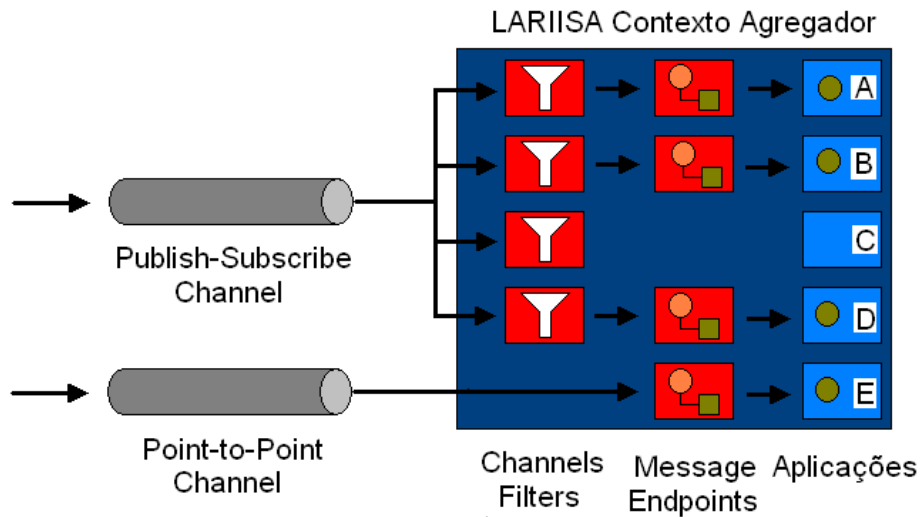 LARIISA Contexto Agregador
A
B
C
D
E
Publish-Subscribe
Channel
Point-to-Point
Channel
Channels
Filters
Message
Endpoints
Aplicações